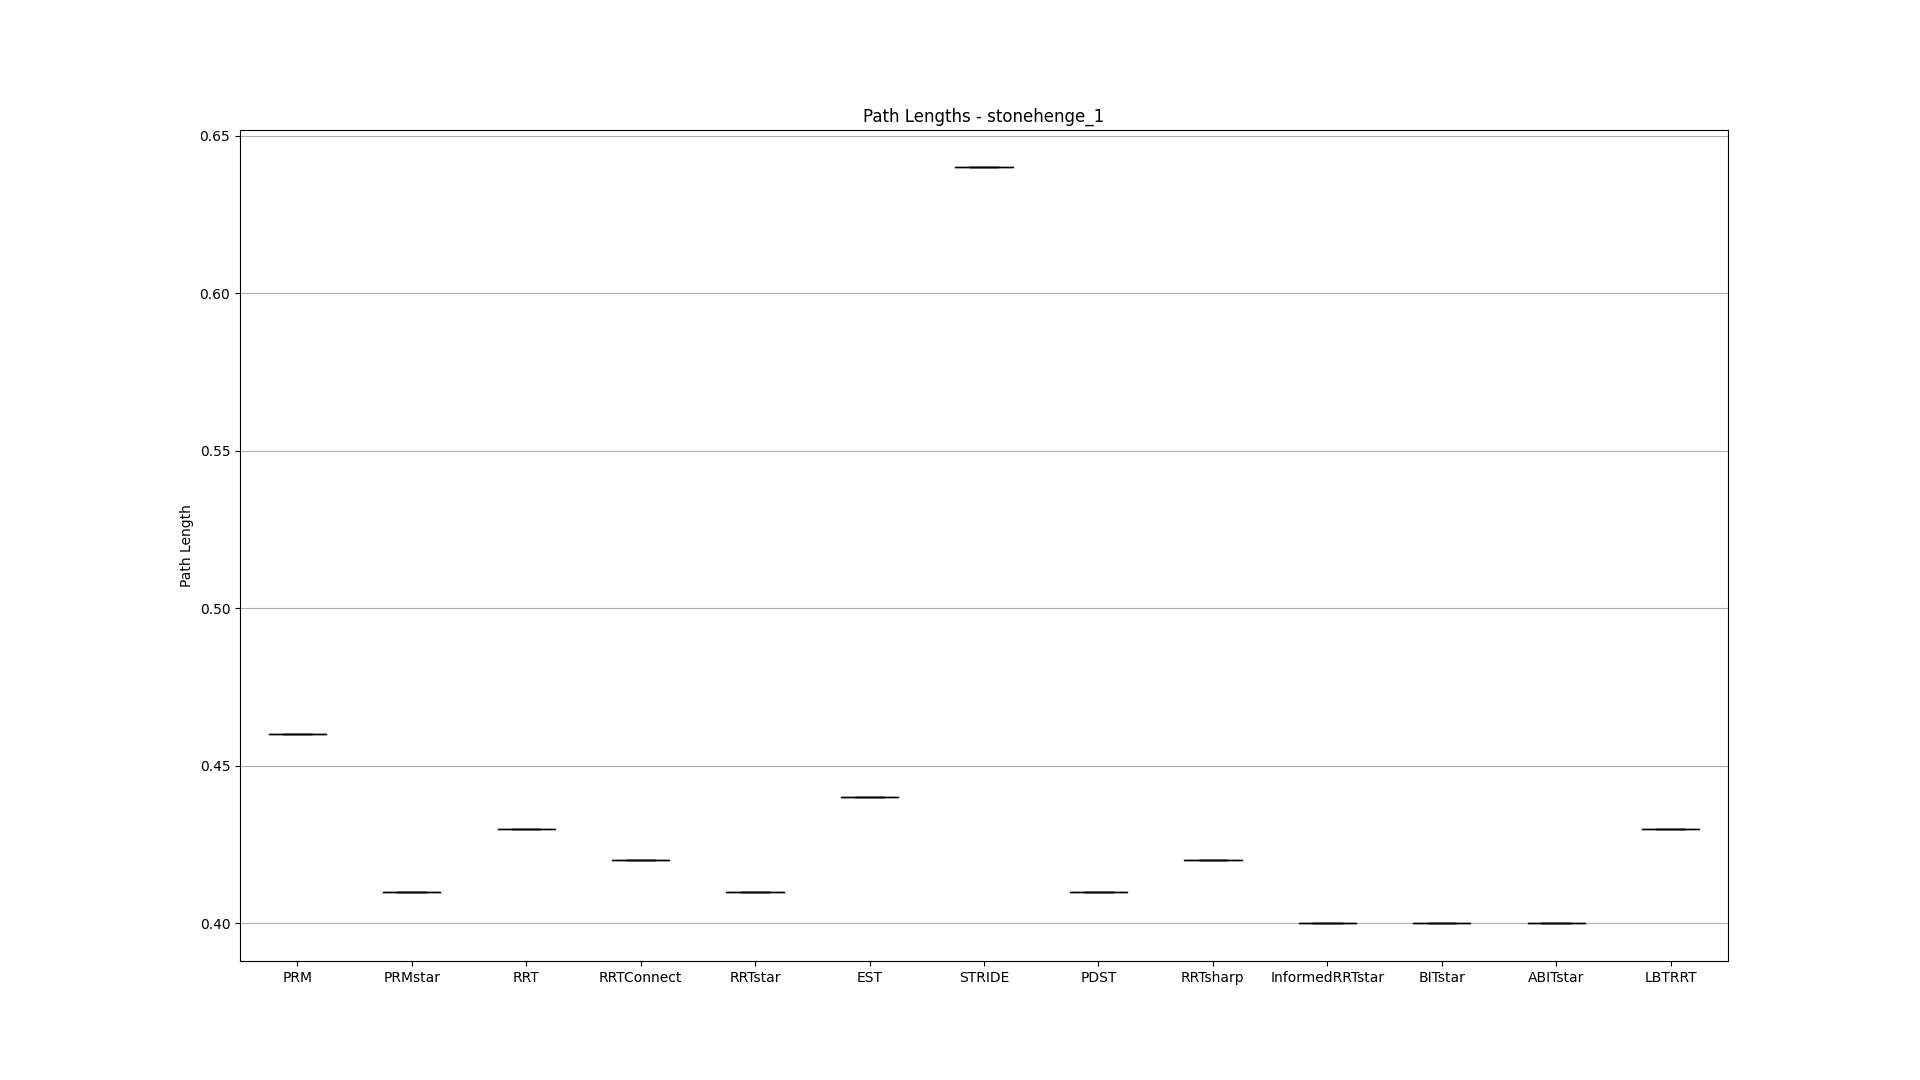 Path Lengths - stonehenge_1
0.65
0.60
0.55
0.50
0.45
0.40
Path Length
PRM PRMstar RRT RRTConnect RRTstar EST STRIDE PDST RRTsharp InformedRRTstar BITstar ABITstar LBTRRT